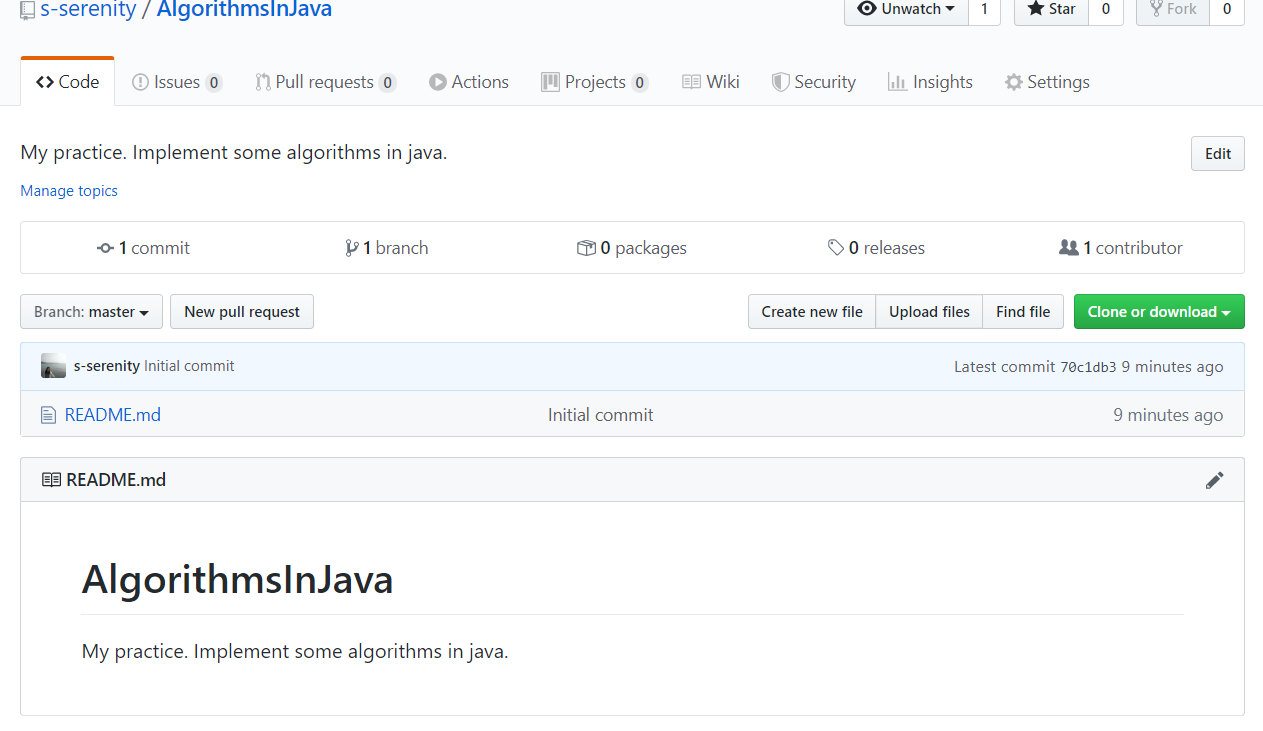 s-serenity / AlgorithmsInJava Unwatch 1 Star 0 Fork 0
Code Issues 0 Pull requests 0 Actions Projects 0 Wiki Security Insights Settings
My practice. Implement some algorithms in java. Edit
Manage topics
1 commit 1 branch 0 packages 0 releases 1 contributor
Branch: master New pull request Create new file Upload files Find file Clone or download
s-serenity Initial commit Latest commit 70c1db3 9 minutes ago
README.md Initial commit 9 minutes ago
README.md
AlgorithmsInJava
My practice. Implement some algorithms in java.